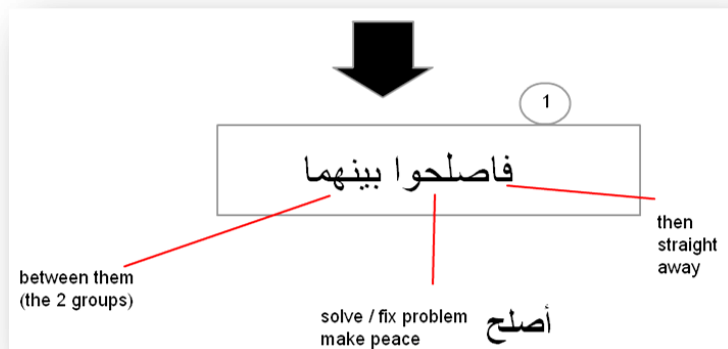 1
فاصلحوا بينهما
then
straight
away
between them
(the 2 groups)
solve / fix problem
make peace
أصلح